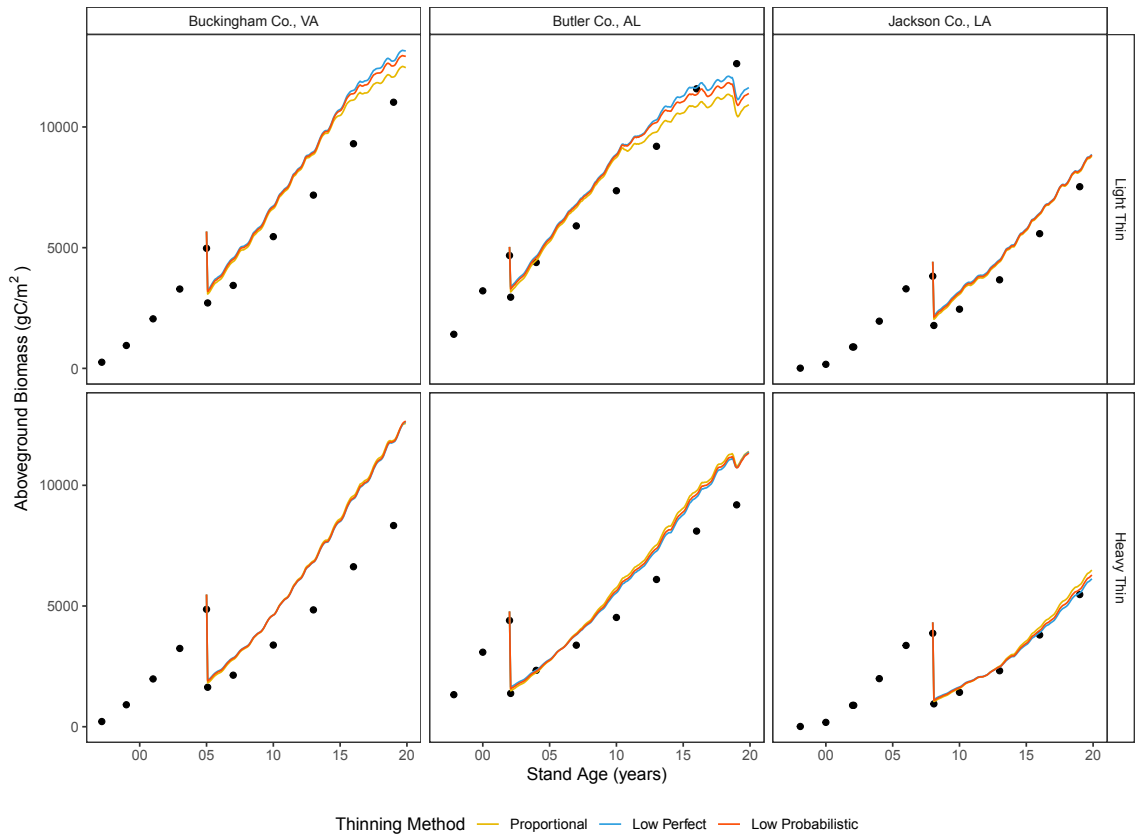 Buckingham Co., VA Butler Co., AL Jackson Co., LA
10000
5000
0
Light Thin
10000
5000
0
Heavy Thin
Aboveground Biomass (gC/m²)
00 05 10 15 20 00 05 10 15 20 00 05 10 15 20
Stand Age (years)
Thinning Method Proportional Low Perfect Low Probabilistic